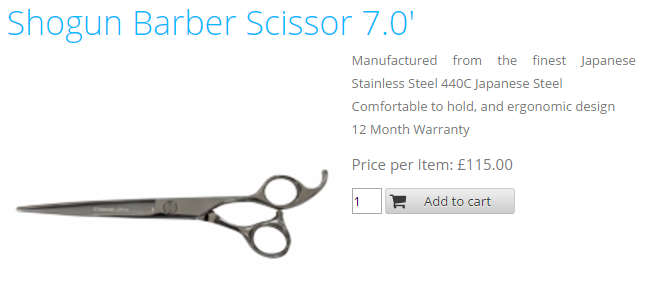 Shogun Barber Scissor 7.0'
Manufactured from the finest Japanese
Stainless Steel 440C Japanese Steel
Comfortable to hold, and ergonomic design
12 Month Warranty
Price per Item: £115.00
1 Add to cart